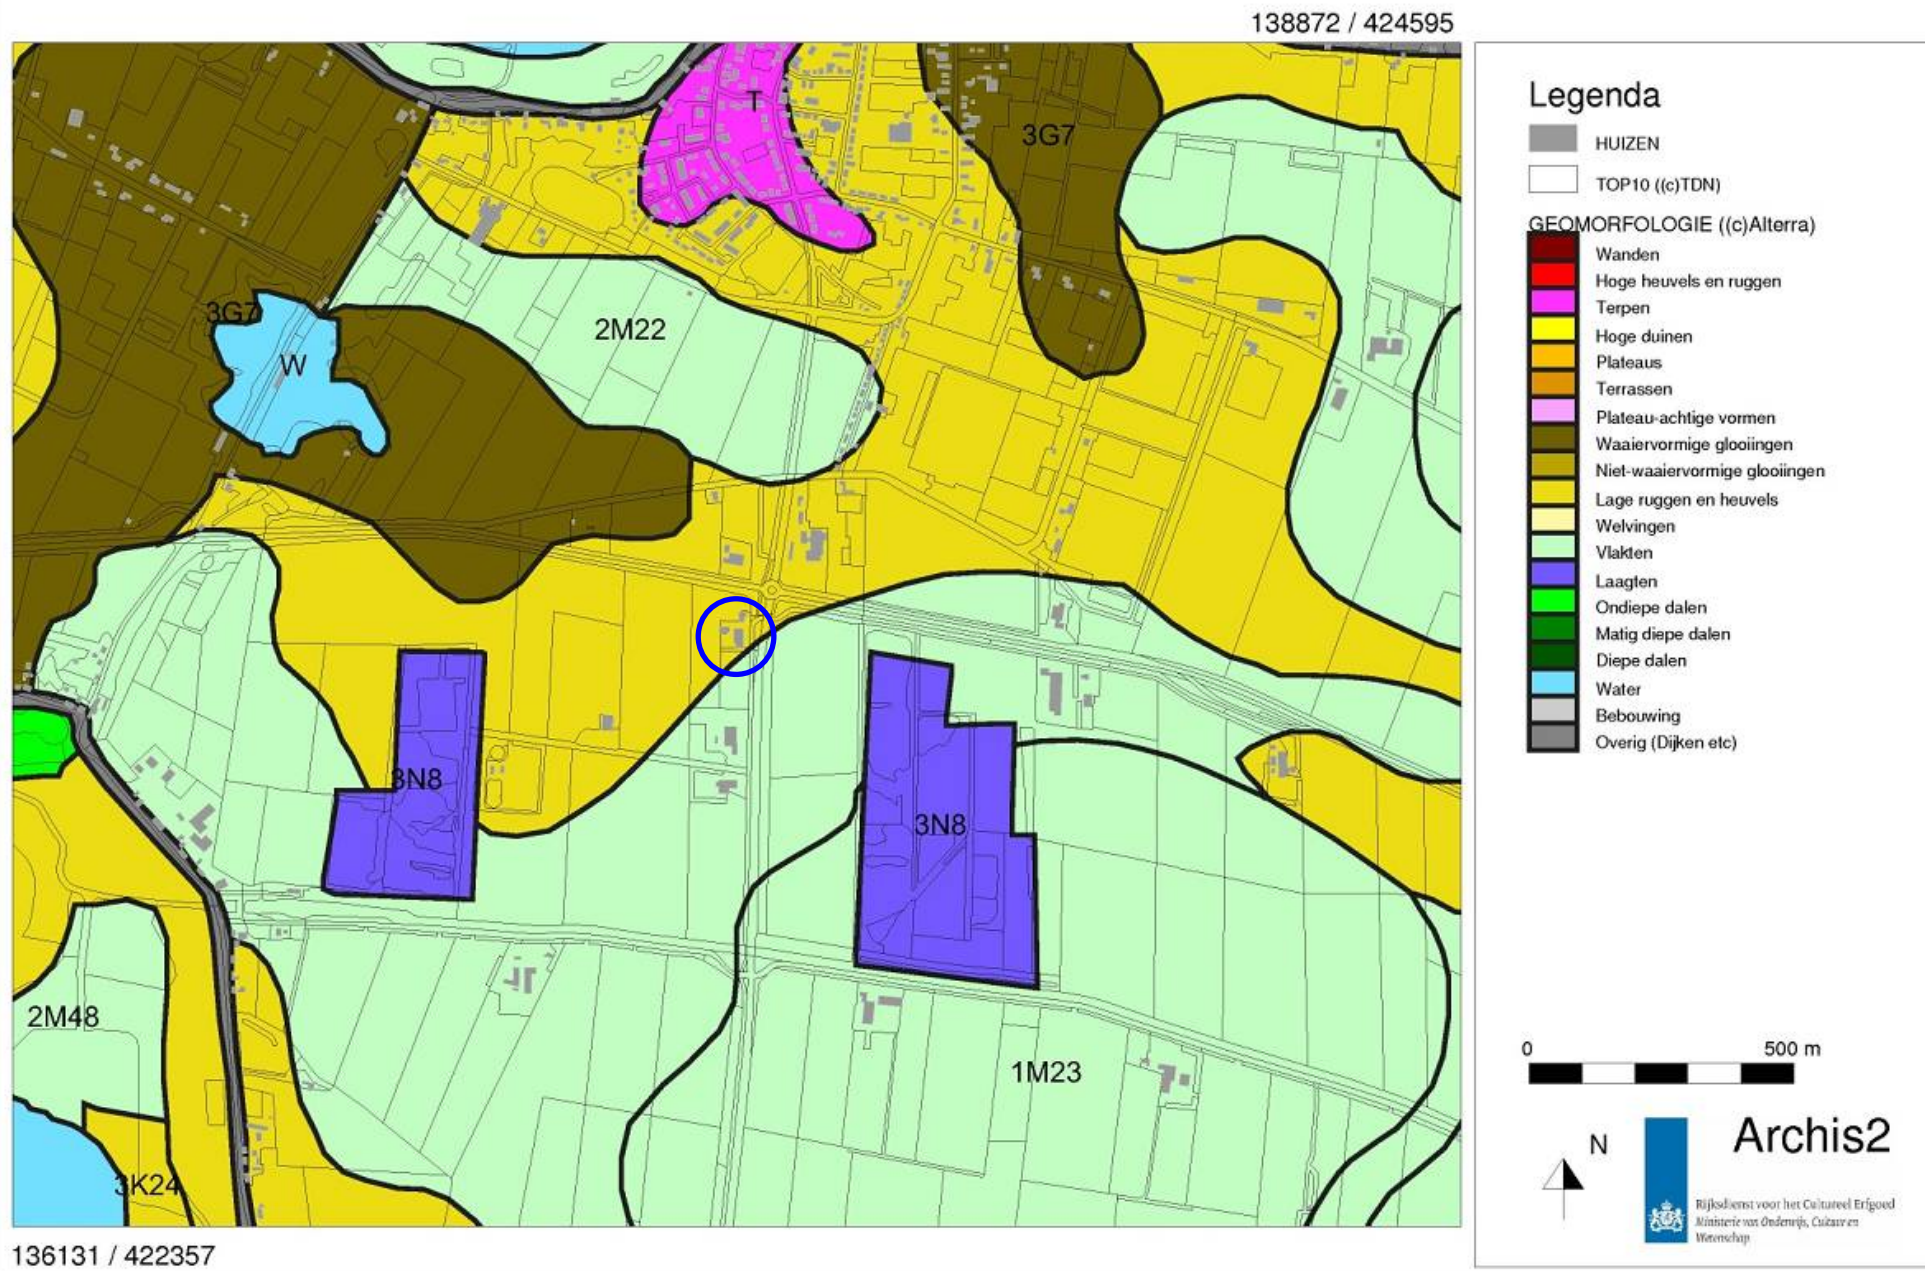 138872 / 424595
T
3G7
3G7
W
2M22
3N8
3N8
2M48
1M23
3K24
136131 / 422357
Legenda
HUIZEN
TOP10 ((c)TDN)
GEOMORFOLOGIE ((c)Alterra)
Wanden
Hoge heuvels en ruggen
Terpen
Hoge duinen
Plateaus
Terrassen
Plateau-achtige vormen
Waaiervormige glooiingen
Niet-waaiervormige glooiingen
Lage ruggen en heuvels
Welvingen
Vlakten
Laagten
Ondiepe dalen
Matig diepe dalen
Diepe dalen
Water
Bebouwing
Overig (Dijken etc)
0 500 m
N
Archis2
Rijksdienst voor het Cultureel Erfgoed
Ministerie van Onderwijs, Cultuur en
Wetenschap